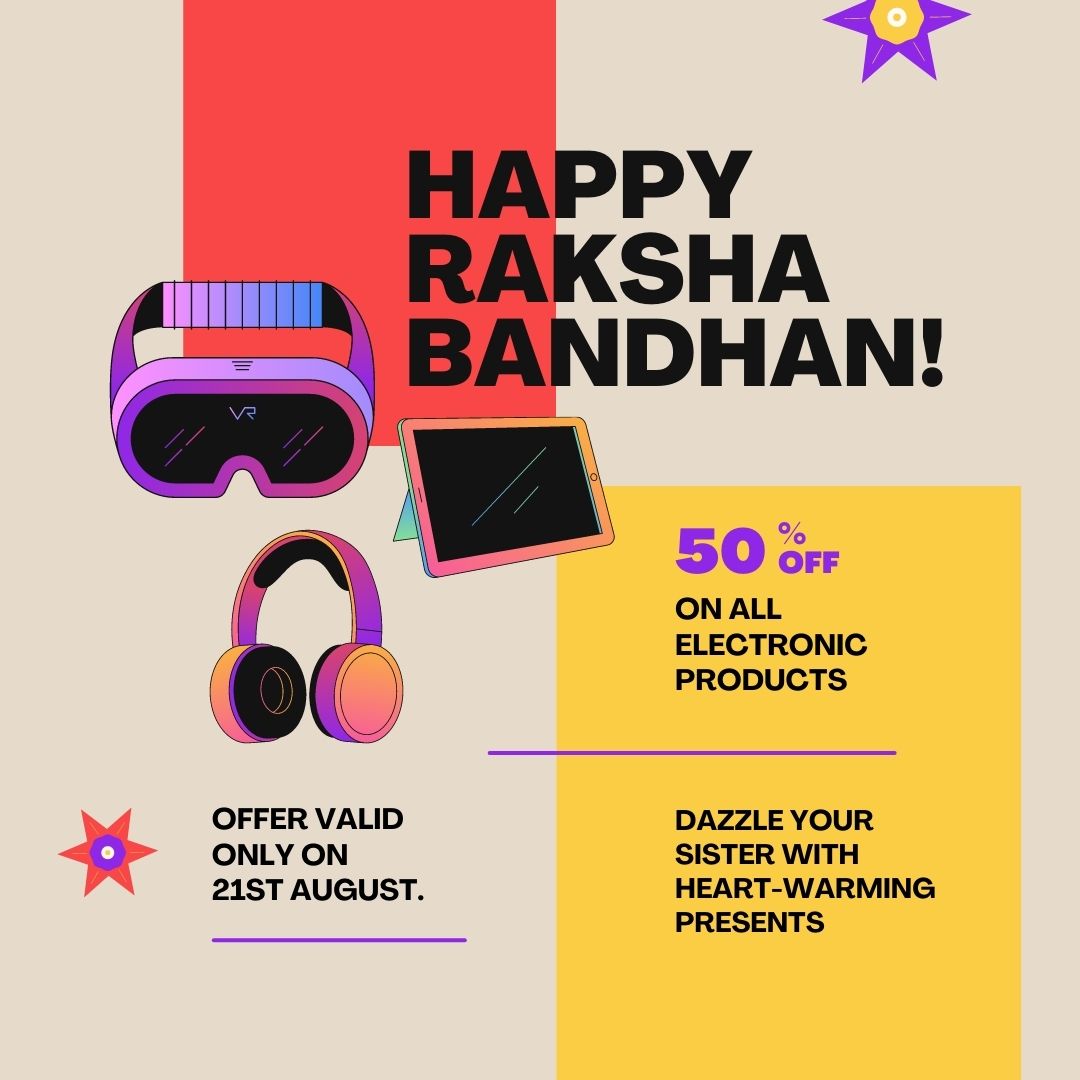 HAPPY
RAKSHA
BANDHAN!
VR
50 % OFF
ON ALL
ELECTRONIC
PRODUCTS
OFFER VALID
ONLY ON
21ST AUGUST.
DAZZLE YOUR
SISTER WITH
HEART-WARMING
PRESENTS